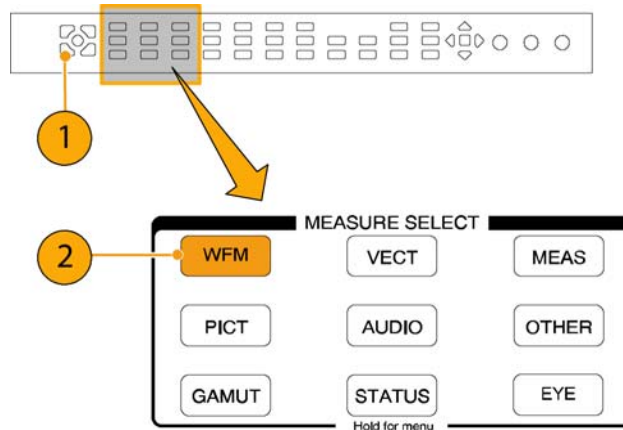 1
MEASURE SELECT
2
WFM
VECT
MEAS
PICT
AUDIO
OTHER
GAMUT
STATUS
EYE
Hold for menu